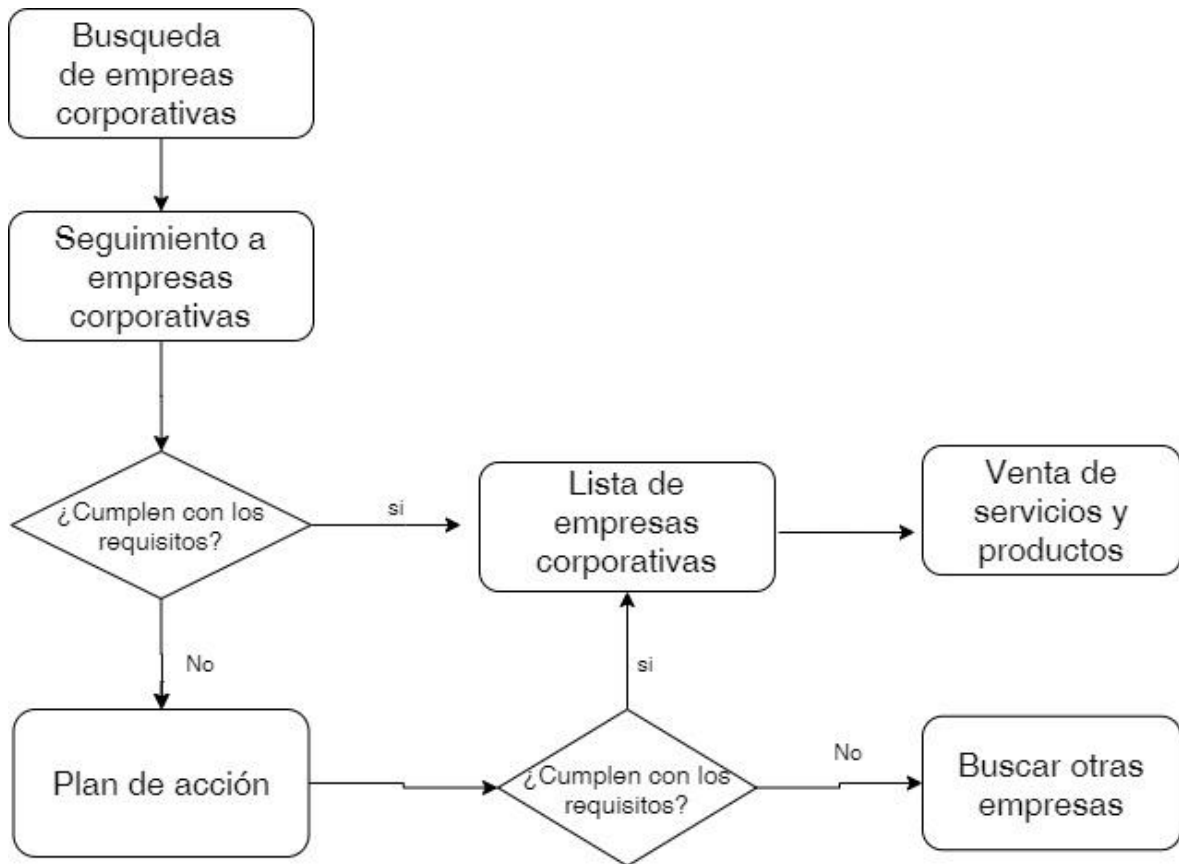 Busqueda
de empreas
corporativas
Seguimiento a
empresas
corporativas
¿Cumplen con los
requisitos?
si
Lista de
empresas
corporativas
Venta de
servicios y
productos
No
si
Plan de acción
¿Cumplen con los
requisitos?
No
Buscar otras
empresas